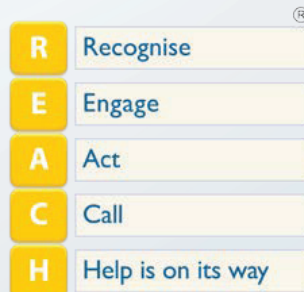 ®
R Recognise
E Engage
A Act
C Call
H Help is on its way